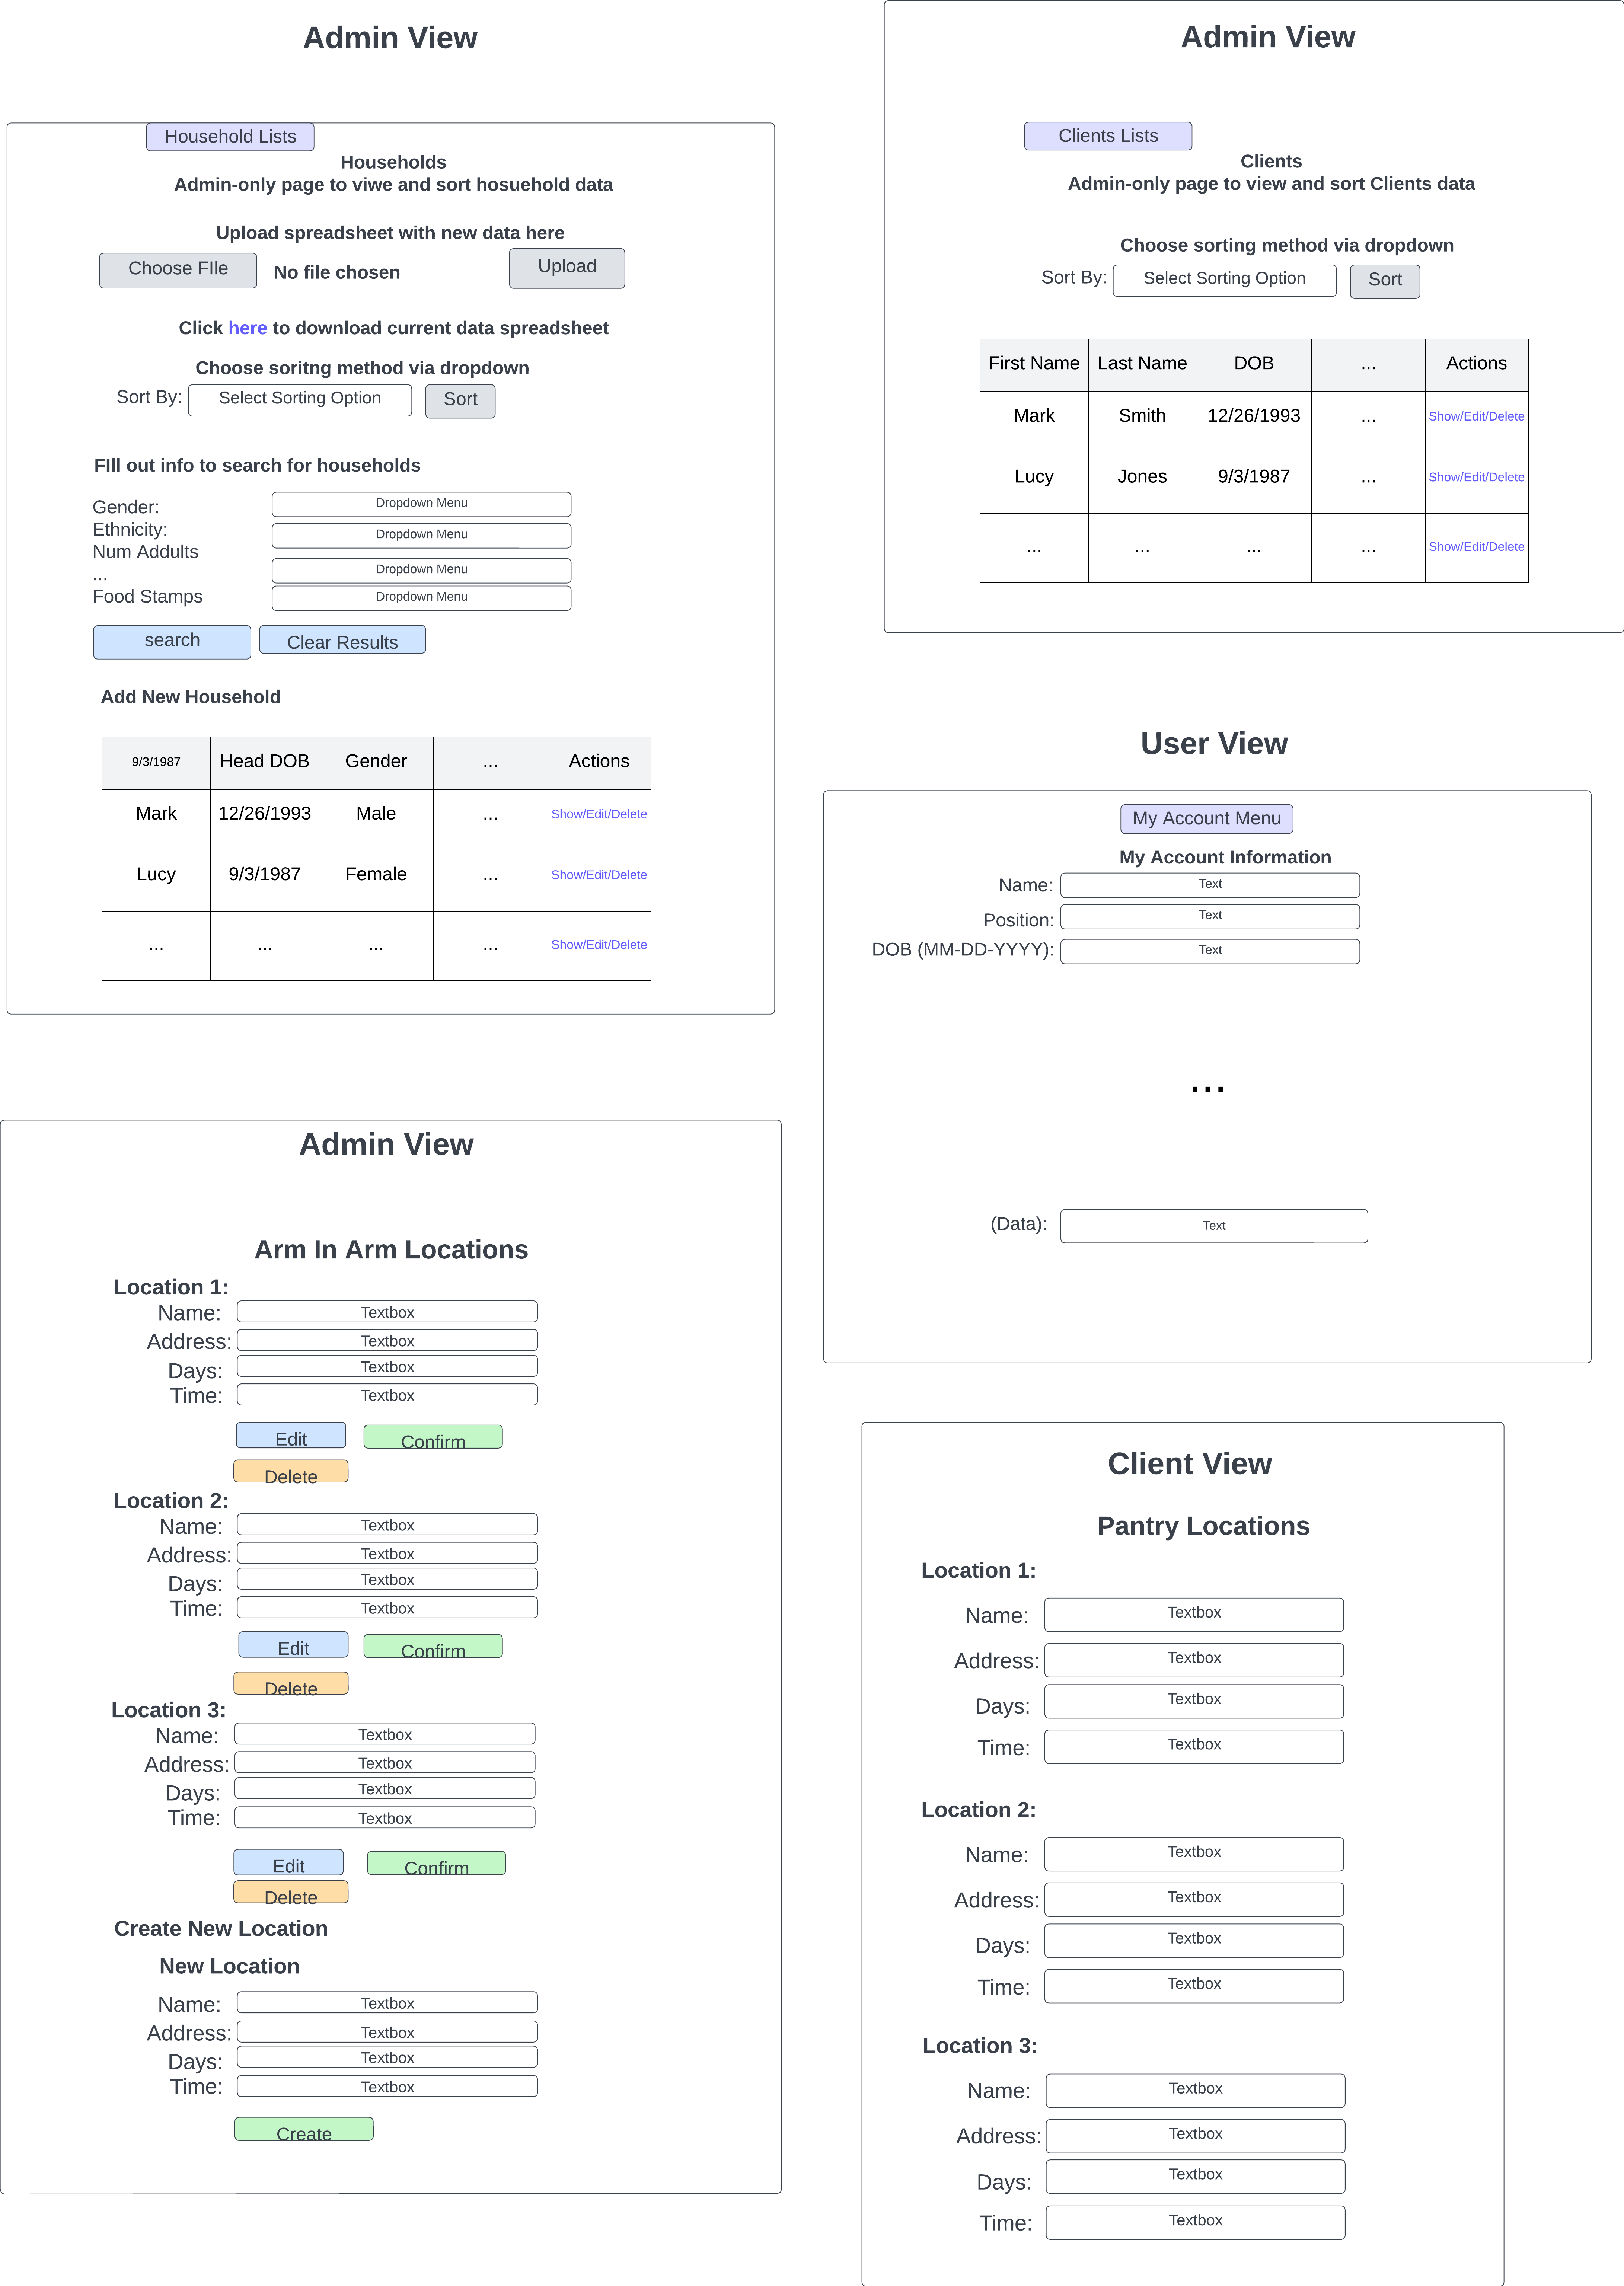 Admin View
Household Lists
Households
Admin-only page to viwe and sort hosuehold data
Upload spreadsheet with new data here
Choose FIle
No file chosen
Upload
Click here to download current data spreadsheet
Choose soritng method via dropdown
Sort By:
Select Sorting Option
Sort
FIll out info to search for households
Gender:
Dropdown Menu
Ethnicity:
Dropdown Menu
Num Addults
Dropdown Menu
...
Food Stamps
Dropdown Menu
search
Clear Results
Add New Household
9/3/1987 Head DOB Gender ... Actions
Mark 12/26/1993 Male ... Show/Edit/Delete
Lucy 9/3/1987 Female ... Show/Edit/Delete
... ... ... ... Show/Edit/Delete
Admin View
Clients Lists
Clients
Admin-only page to view and sort Clients data
Choose sorting method via dropdown
Sort By:
Select Sorting Option
Sort
First Name Last Name DOB ... Actions
Mark Smith 12/26/1993 ... Show/Edit/Delete
Lucy Jones 9/3/1987 ... Show/Edit/Delete
... ... ... ... Show/Edit/Delete
User View
My Account Menu
My Account Information
Name: Text
Position: Text
DOB (MM-DD-YYYY): Text
...
(Data): Text
Admin View
Arm In Arm Locations
Location 1:
Name: Textbox
Address: Textbox
Days: Textbox
Time: Textbox
Edit
Confirm
Delete
Location 2:
Name: Textbox
Address: Textbox
Days: Textbox
Time: Textbox
Edit
Confirm
Delete
Location 3:
Name: Textbox
Address: Textbox
Days: Textbox
Time: Textbox
Edit
Confirm
Delete
Create New Location
New Location
Name: Textbox
Address: Textbox
Days: Textbox
Time: Textbox
Create
Client View
Pantry Locations
Location 1:
Name: Textbox
Address: Textbox
Days: Textbox
Time: Textbox
Location 2:
Name: Textbox
Address: Textbox
Days: Textbox
Time: Textbox
Location 3:
Name: Textbox
Address: Textbox
Days: Textbox
Time: Textbox